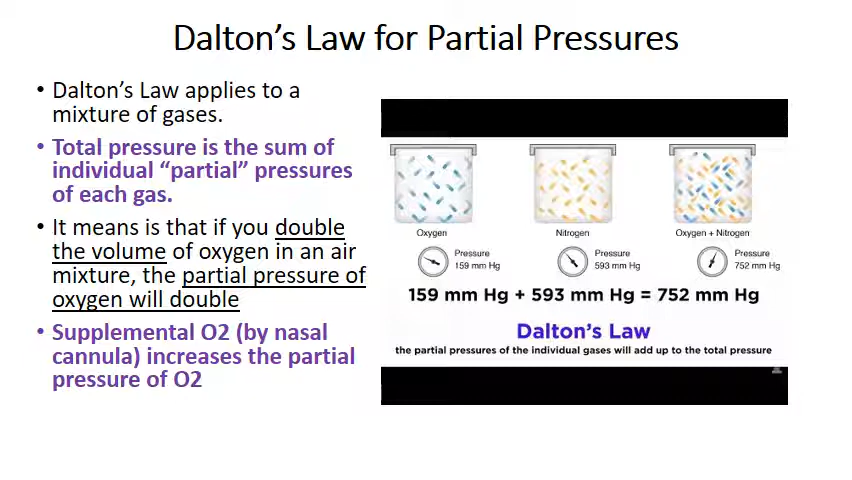 Dalton’s Law for Partial Pressures
• Dalton’s Law applies to a
mixture of gases.
• Total pressure is the sum of
individual “partial” pressures
of each gas.
• It means is that if you double
the volume of oxygen in an air
mixture, the partial pressure of
oxygen will double
• Supplemental O2 (by nasal
cannula) increases the partial
pressure of O2
Oxygen
Nitrogen
Oxygen + Nitrogen
Pressure
159 mm Hg
Pressure
593 mm Hg
Pressure
752 mm Hg
159 mm Hg + 593 mm Hg = 752 mm Hg
Dalton’s Law
the partial pressures of the individual gases will add up to the total pressure